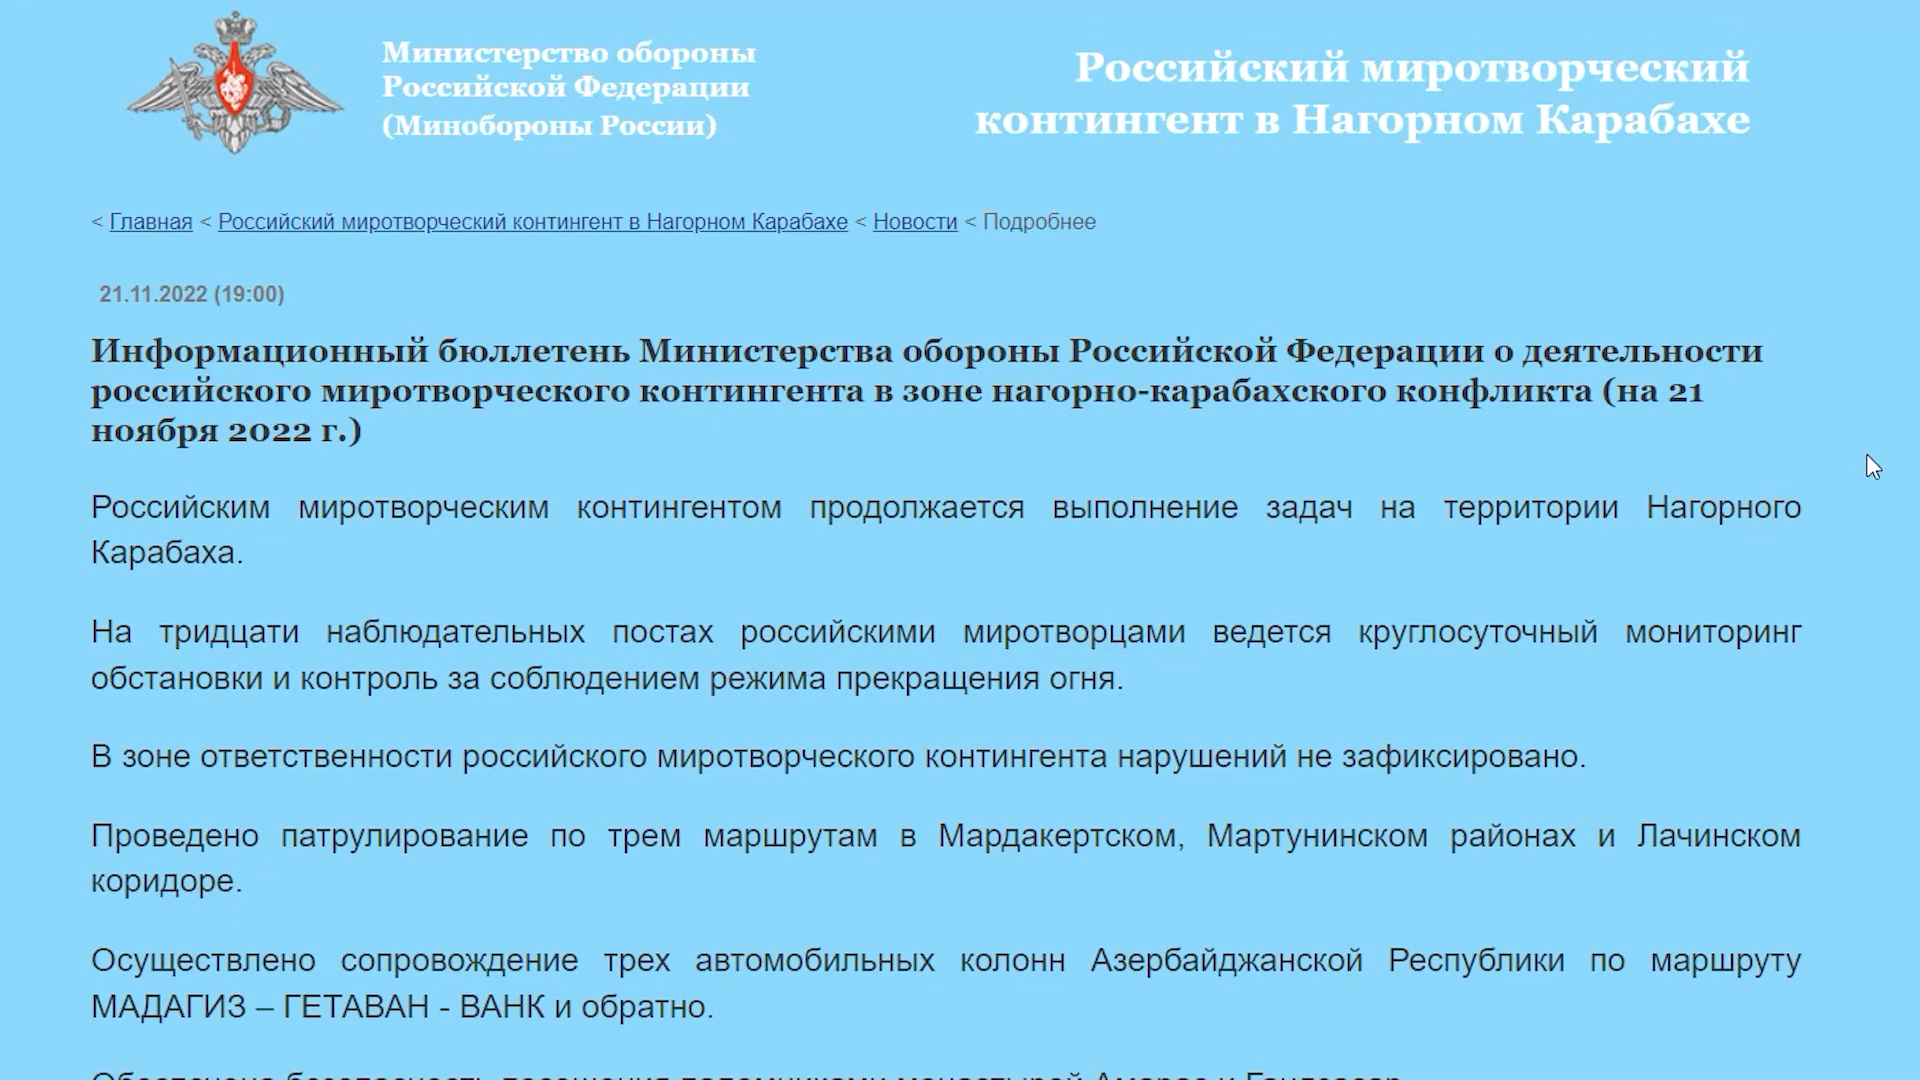 Министерство обороны
Российской Федерации
(Минобороны России)
Российский миротворческий
контингент в Нагорном Карабахе
< Главная < Российский миротворческий контингент в Нагорном Карабахе < Новости < Подробнее
21.11.2022 (19:00)
Информационный бюллетень Министерства обороны Российской Федерации о деятельности
российского миротворческого контингента в зоне нагорно-карабахского конфликта (на 21
ноября 2022 г.)
Российским миротворческим контингентом продолжается выполнение задач на территории Нагорного
Карабаха.
На тридцати наблюдательных постах российскими миротворцами ведется круглосуточный мониторинг
обстановки и контроль за соблюдением режима прекращения огня.
В зоне ответственности российского миротворческого контингента нарушений не зафиксировано.
Проведено патрулирование по трем маршрутам в Мардакертском, Мартунинском районах и Лачинском
коридоре.
Осуществлено сопровождение трех автомобильных колонн Азербайджанской Республики по маршруту
МАДАГИЗ – ГЕТАВАН - ВАНК и обратно.